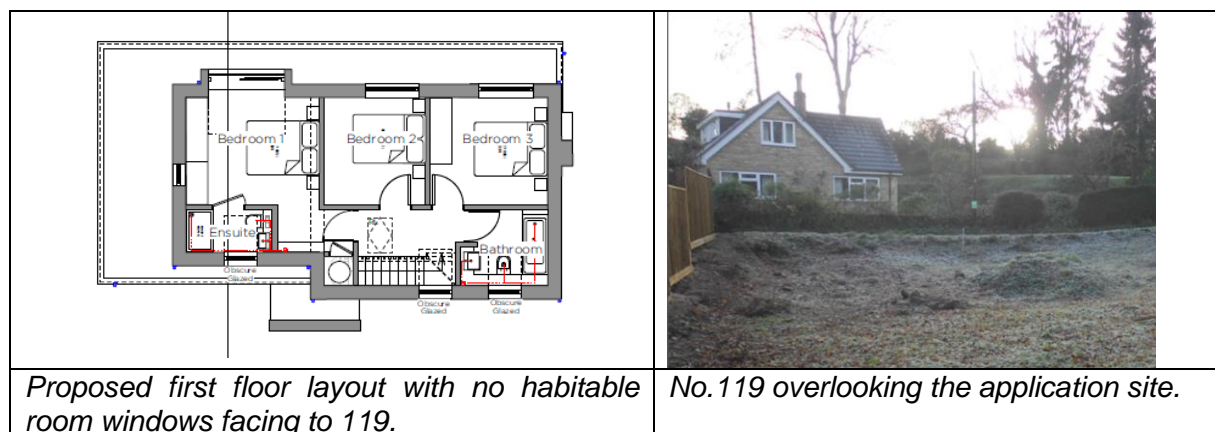 Bedroom 1
Bedroom 2
Bedroom 3
Ensuite
Bathroom
Obscure
Glazed
Obscure
Glazed
Obscure
Glazed
Proposed first floor layout with no habitable
room windows facing to 119.
No.119 overlooking the application site.